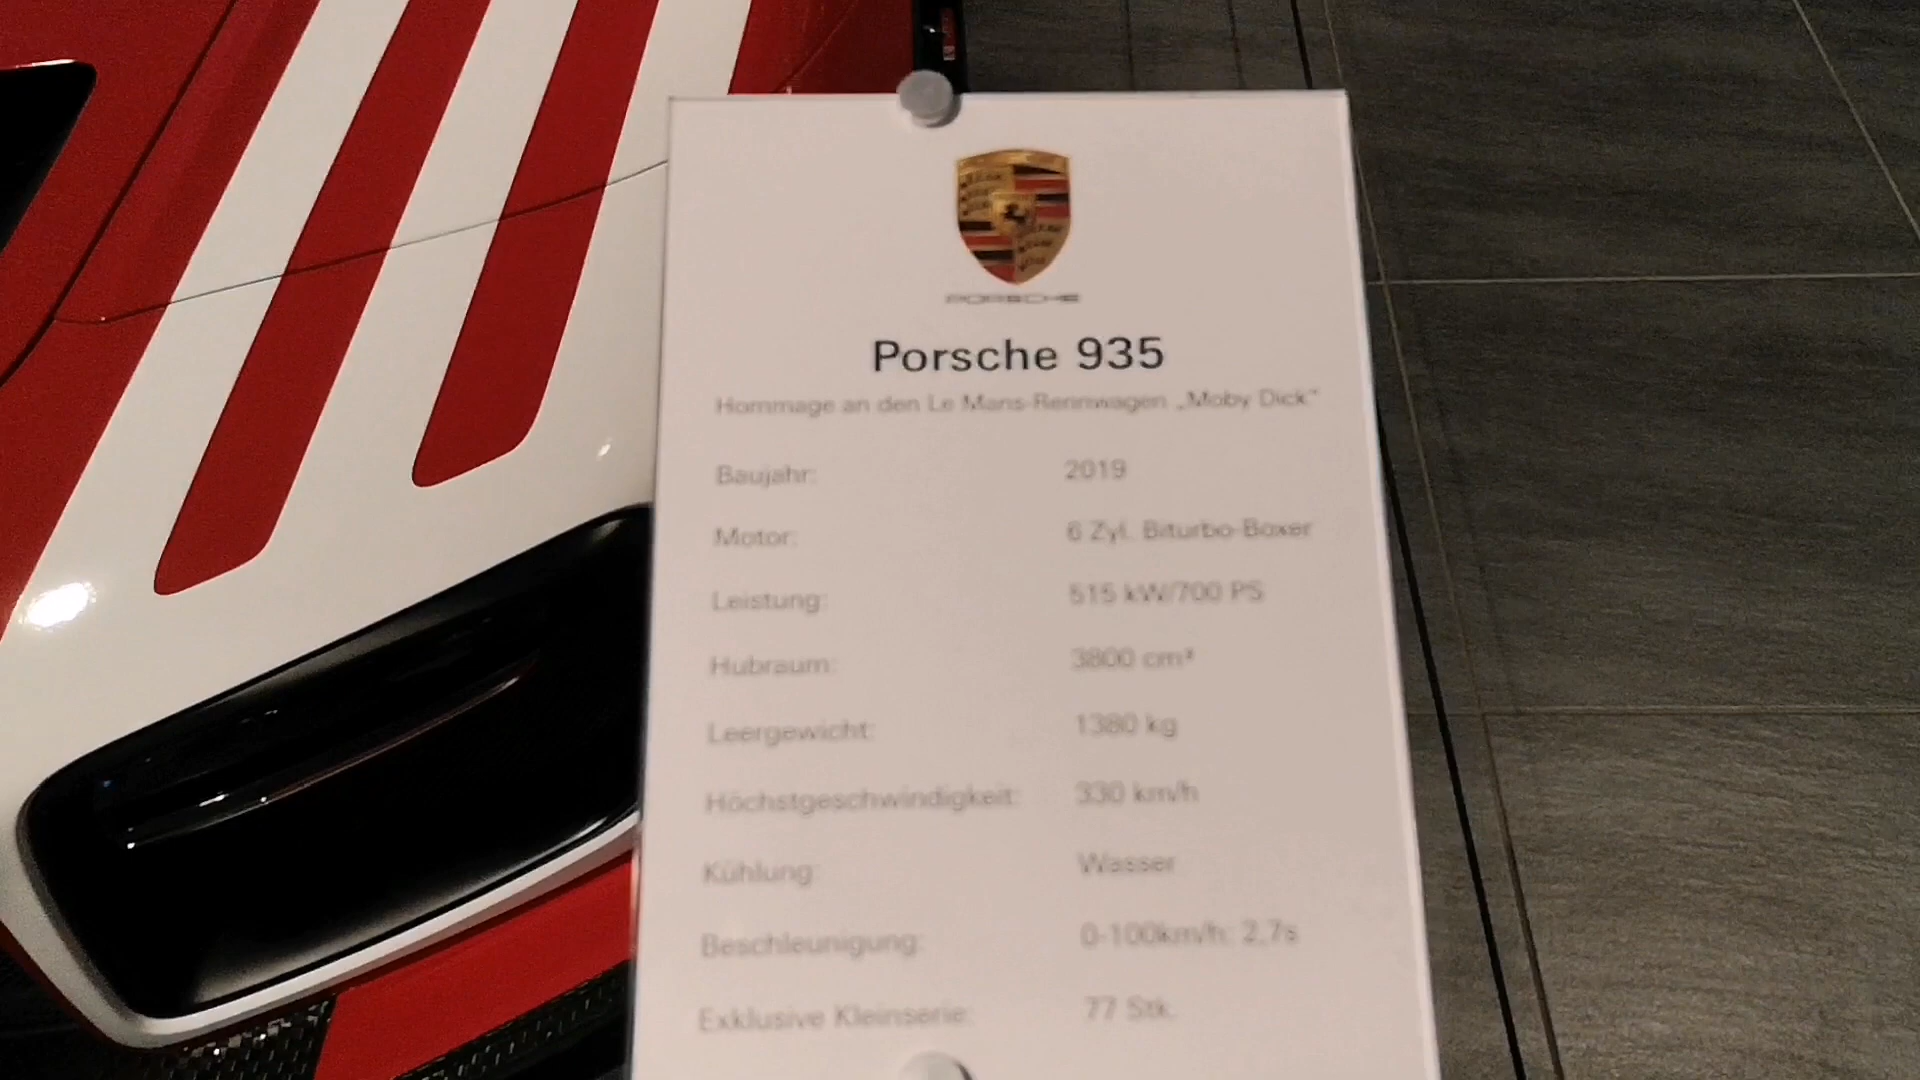 PORSCHE
Porsche 935
Hommage an den Le Mans-Rennwagen „Moby Dick"
Baujahr: 2019
Motor: 6 Zyl. Biturbo-Boxer
Leistung: 515 kW/700 PS
Hubraum: 3800 cm³
Leergewicht: 1380 kg
Höchstgeschwindigkeit: 330 km/h
Kühlung: Wasser
Beschleunigung: 0-100km/h: 2,7s
Exklusive Kleinserie: 77 Stk.